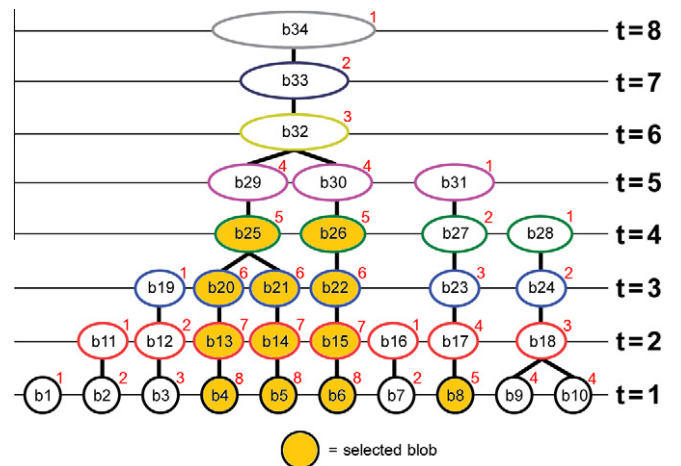 b34 1 t=8
b33 2 t=7
b32 3 t=6
b29 4 b30 4 b31 1 t=5
b25 5 b26 5 b27 2 b28 1 t=4
b19 1 b20 6 b21 6 b22 6 b23 3 b24 2 t=3
b11 1 b12 2 b13 7 b14 7 b15 7 b16 1 b17 4 b18 3 t=2
b1 1 b2 2 b3 3 b4 8 b5 8 b6 8 b7 2 b8 5 b9 4 b10 4 t=1
= selected blob